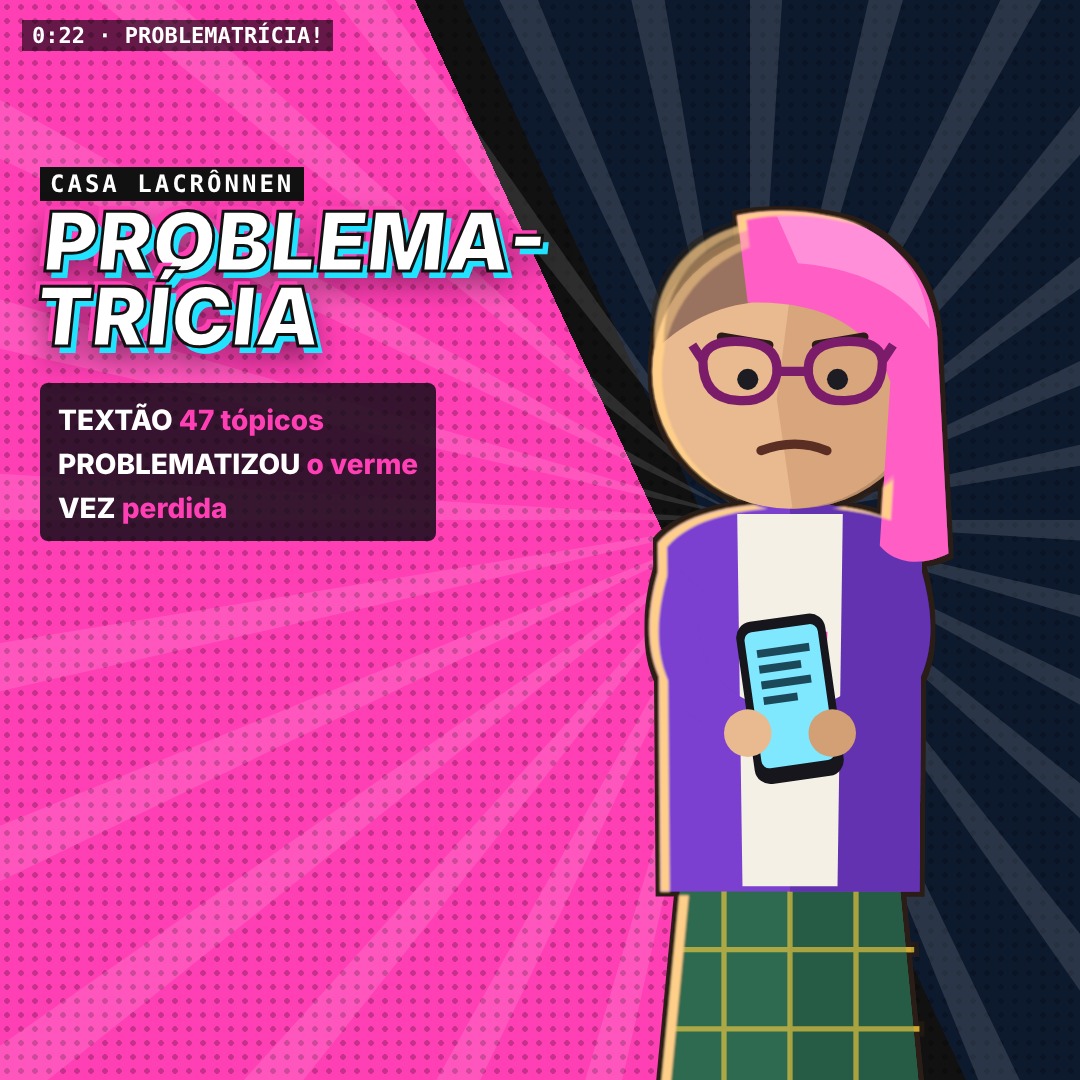 0:22 · PROBLEMATRÍCIA!
CASA LACRÔNNEN
PROBLEMA-
TRÍCIA
TEXTÃO 47 tópicos
PROBLEMATIZOU o verme
VEZ perdida